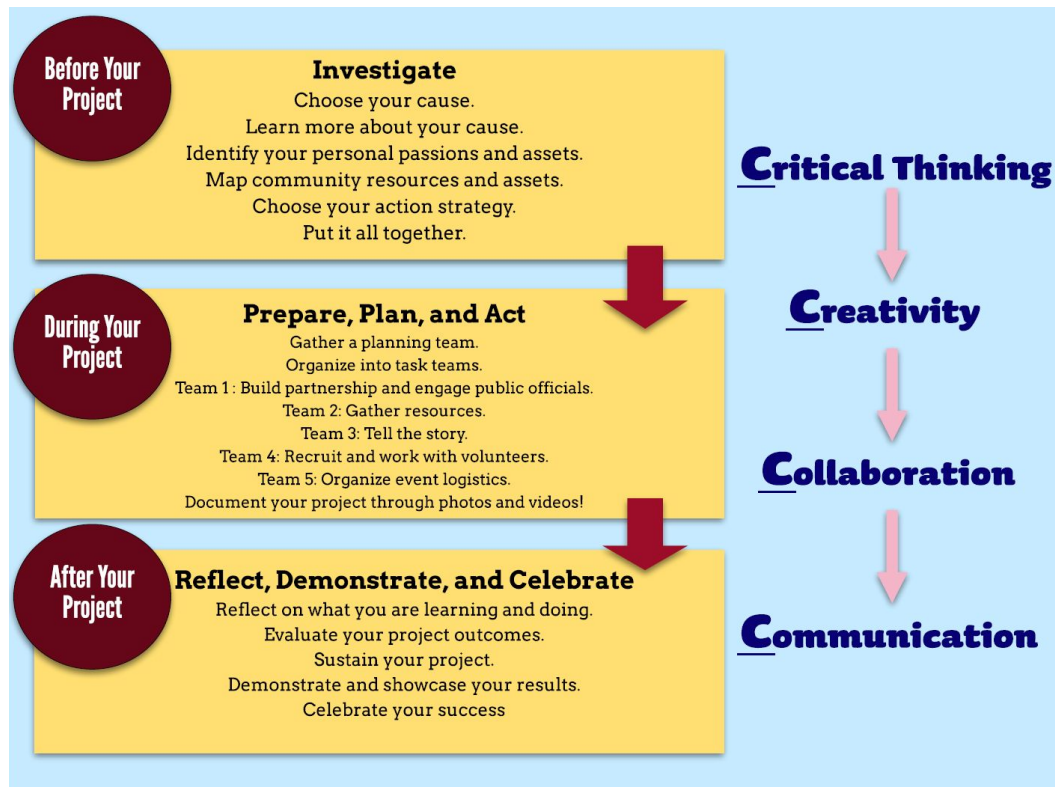 Before Your
Project
Investigate
Choose your cause.
Learn more about your cause.
Identify your personal passions and assets.
Map community resources and assets.
Choose your action strategy.
Put it all together.
During Your
Project
Prepare, Plan, and Act
Gather a planning team.
Organize into task teams.
Team 1 : Build partnership and engage public officials.
Team 2: Gather resources.
Team 3: Tell the story.
Team 4: Recruit and work with volunteers.
Team 5: Organize event logistics.
Document your project through photos and videos!
After Your
Project
Reflect, Demonstrate, and Celebrate
Reflect on what you are learning and doing.
Evaluate your project outcomes.
Sustain your project.
Demonstrate and showcase your results.
Celebrate your success
Critical Thinking
Creativity
Collaboration
Communication